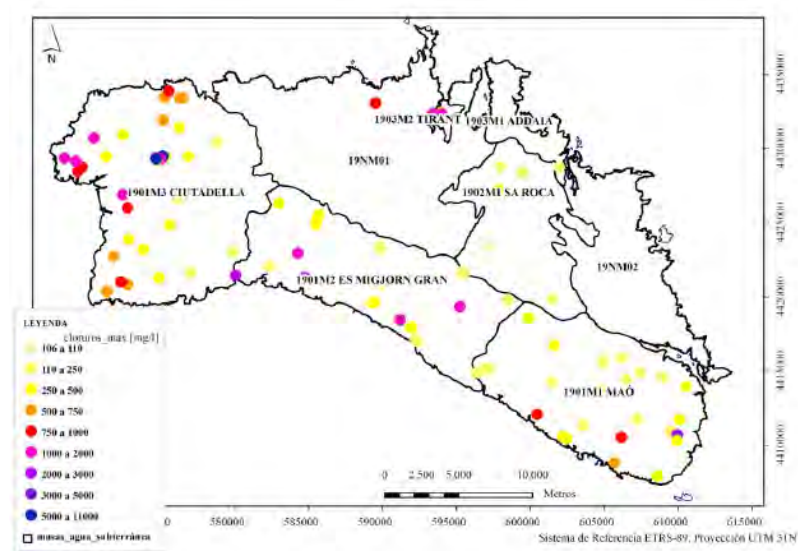 N
4435000
4430000
4425000
4420000
4415000
4410000
1903M2 TIRANT
1903M1 ADDAIA
19NM01
1901M3 CIUTADELLA
1902M1 SA ROCA
19NM02
1901M2 ES MIGJORN GRAN
1901M1 MAÓ
LEYENDA
cloruros_max [mg/l]
106 a 110
110 a 250
250 a 500
500 a 750
750 a 1000
1000 a 2000
2000 a 3000
3000 a 5000
5000 a 11000
masas_agua_subterránea
0 2.500 5.000 10.000
Metros
0 580000 585000 590000 595000 600000 605000 610000 615000
Sistema de Referencia ETRS-89. Proyección UTM 31N